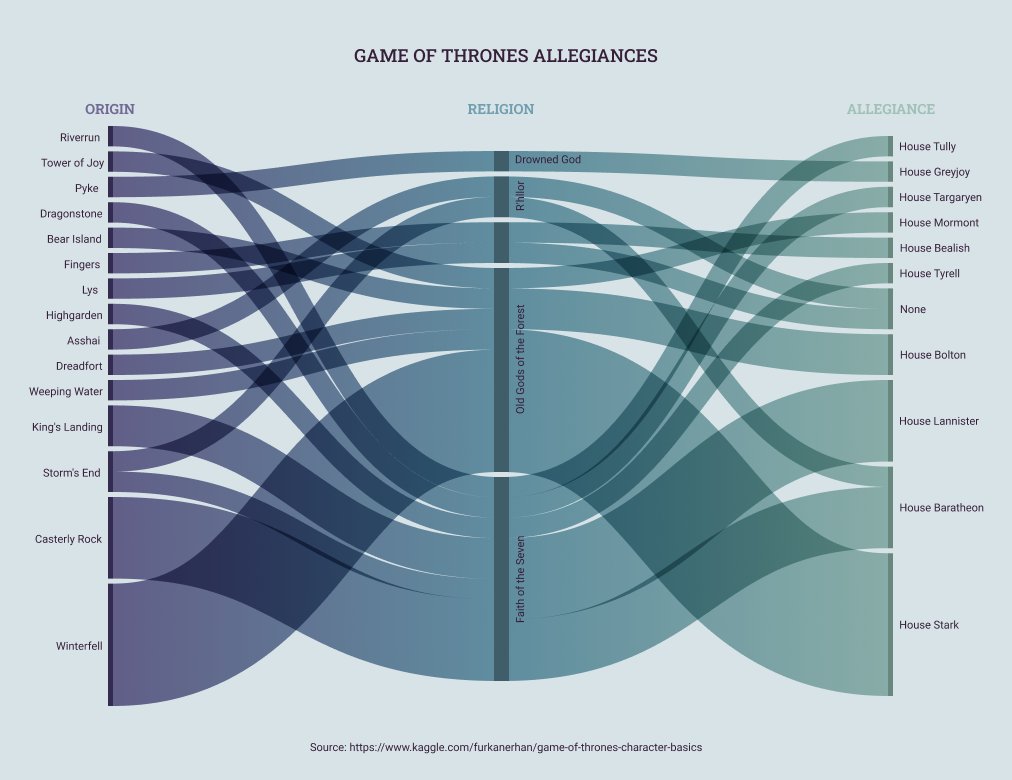 GAME OF THRONES ALLEGIANCES
ORIGIN
RELIGION
ALLEGIANCE
Riverrun
Tower of Joy
Pyke
Dragonstone
Bear Island
Fingers
Lys
Highgarden
Asshai
Dreadfort
Weeping Water
King's Landing
Storm's End
Casterly Rock
Winterfell
Drowned God
R'hllor
Old Gods of the Forest
Faith of the Seven
House Tully
House Greyjoy
House Targaryen
House Mormont
House Bealish
House Tyrell
None
House Bolton
House Lannister
House Baratheon
House Stark
Source: https://www.kaggle.com/furkanerhan/game-of-thrones-character-basics